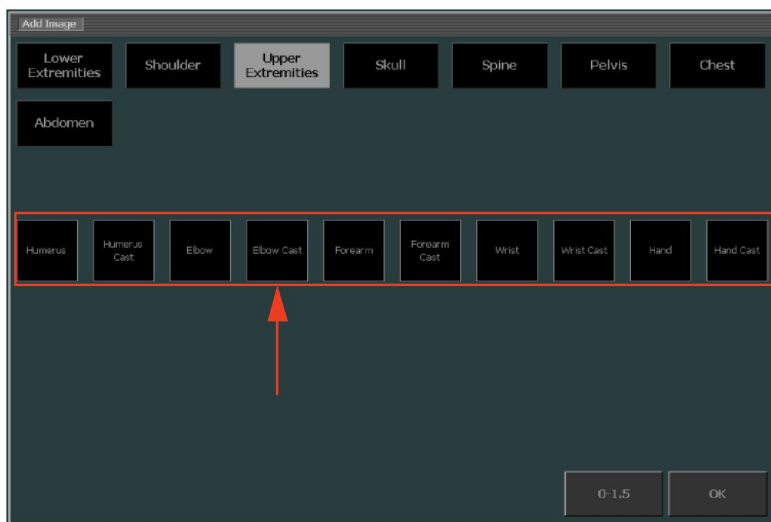 Add Image
Lower
Extremities
Shoulder
Upper
Extremities
Skull
Spine
Pelvis
Chest
Abdomen
Humerus
Humerus
Cast
Elbow
Elbow Cast
Forearm
Forearm
Cast
Wrist
Wrist Cast
Hand
Hand Cast
0-1.5
OK